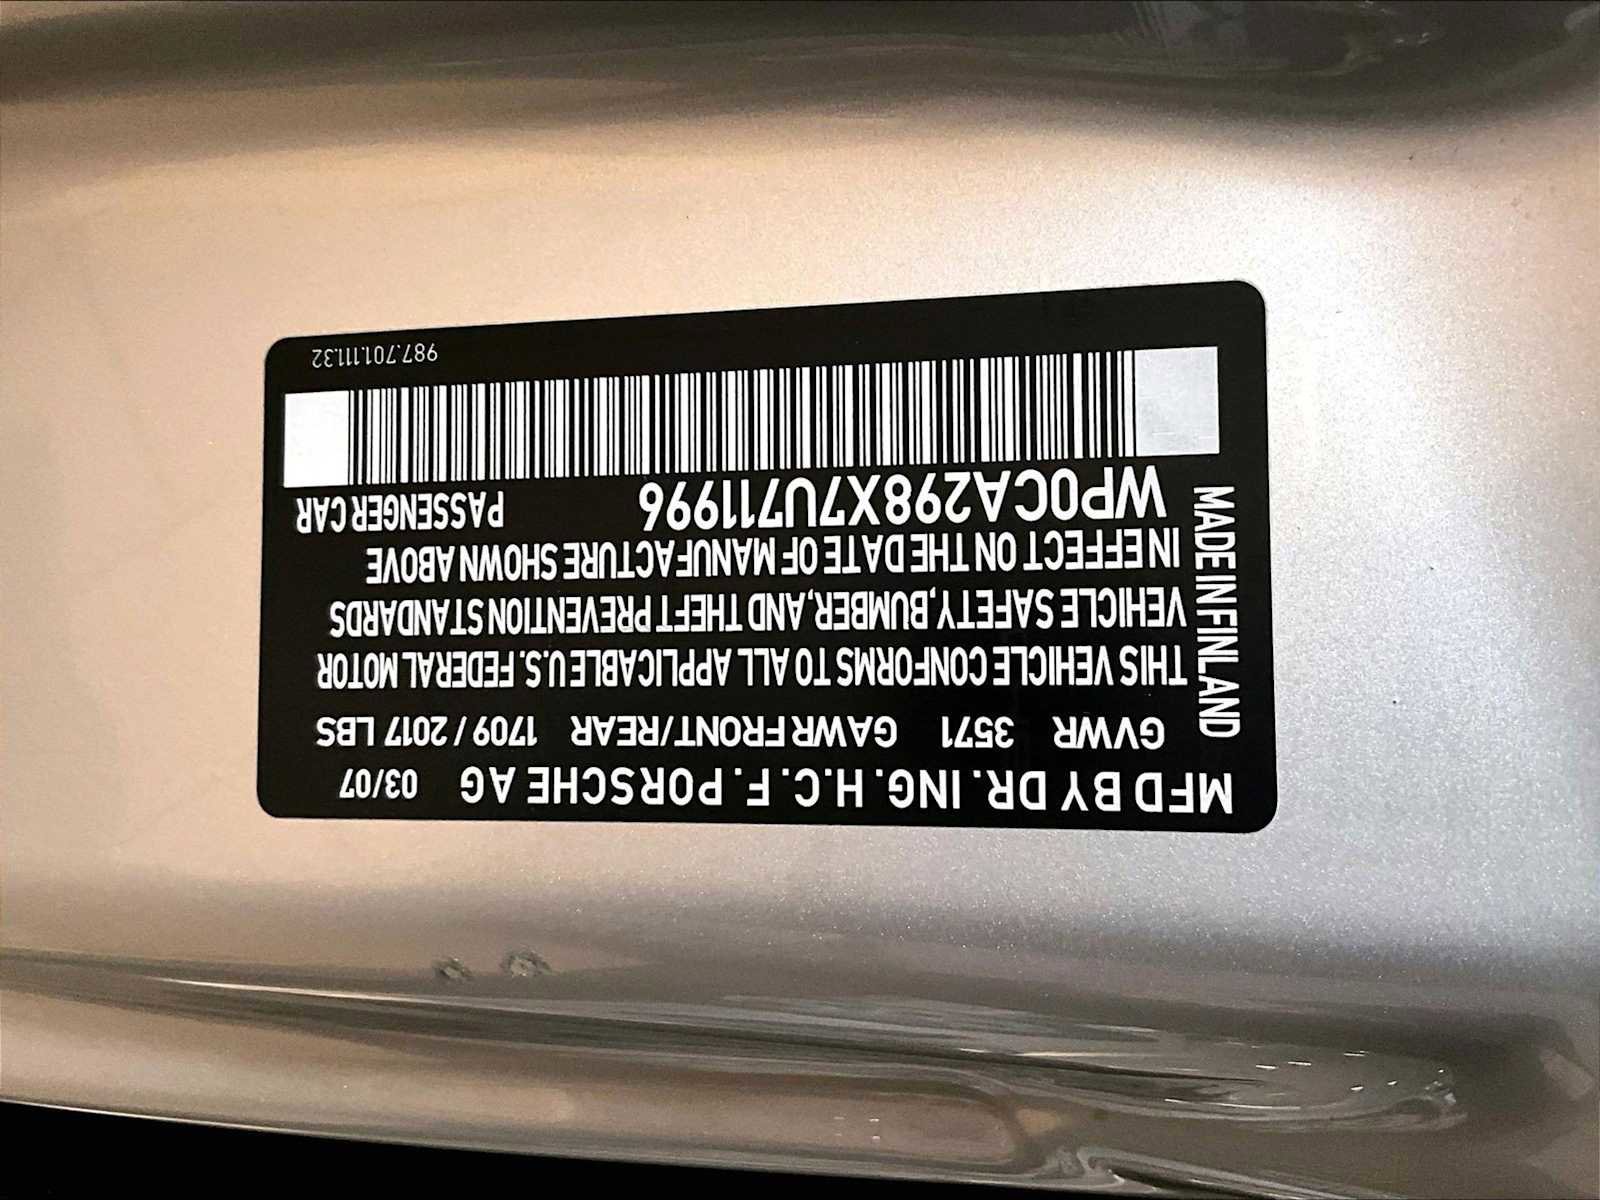 MFD BY DR. ING. H.C. F. PORSCHE AG 03/07
GVWR 3571 GAWR FRONT/REAR 1709 / 2017 LBS
THIS VEHICLE CONFORMS TO ALL APPLICABLE U.S. FEDERAL MOTOR
VEHICLE SAFETY, BUMBER, AND THEFT PREVENTION STANDARDS
IN EFFECT ON THE DATE OF MANUFACTURE SHOWN ABOVE
WP0CA298X7U711996 PASSENGER CAR
987.701.111.32
MADE IN FINLAND